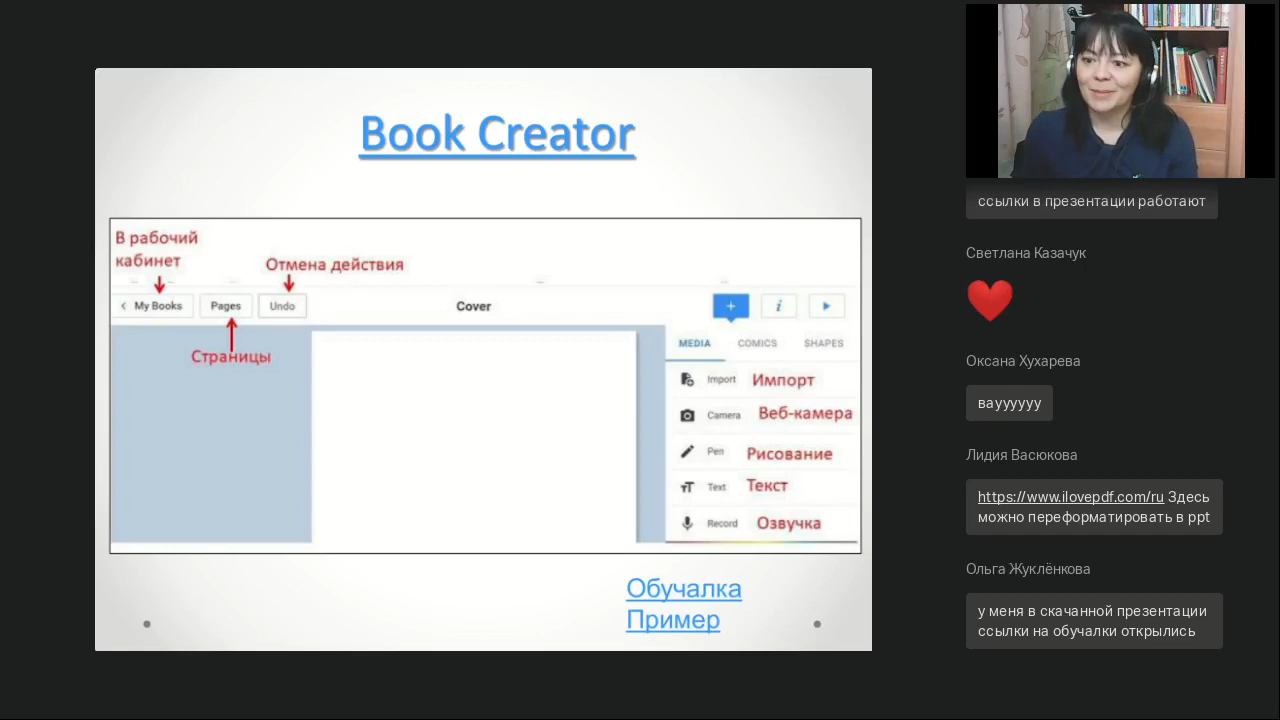 Book Creator
В рабочий
кабинет
Отмена действия
My Books
Pages
Undo
Cover
+
i
Страницы
MEDIA
COMICS
SHAPES
Import Импорт
Camera Веб-камера
Pen Рисование
Text Текст
Record Озвучка
Обучалка
Пример
ссылки в презентации работают
Светлана Казачук
Оксана Хухарева
ваууууу
Лидия Васюкова
https://www.ilovepdf.com/ru Здесь
можно переформатировать в ppt
Ольга Жуклёнкова
у меня в скачанной презентации
ссылки на обучалки открылись